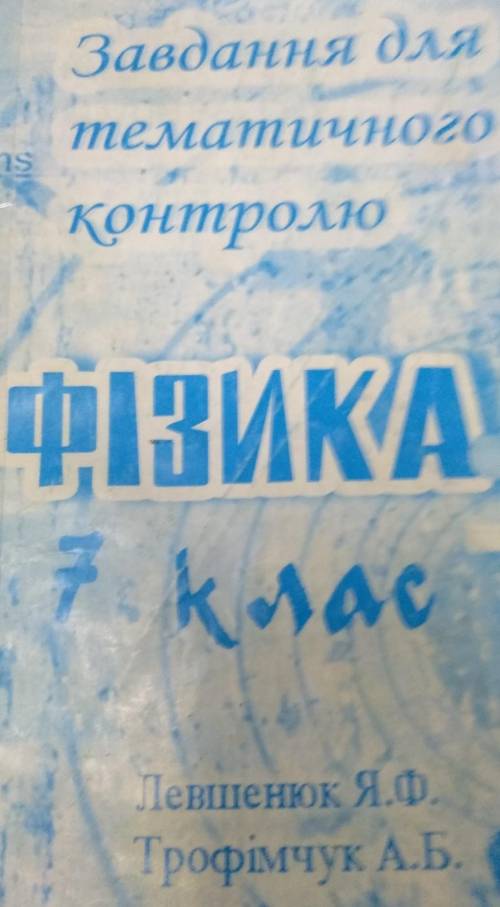 Завдання для
тематичного
контролю
ФІЗИКА
7 клас
Левшенюк Я.Ф.
Трофімчук А.Б.